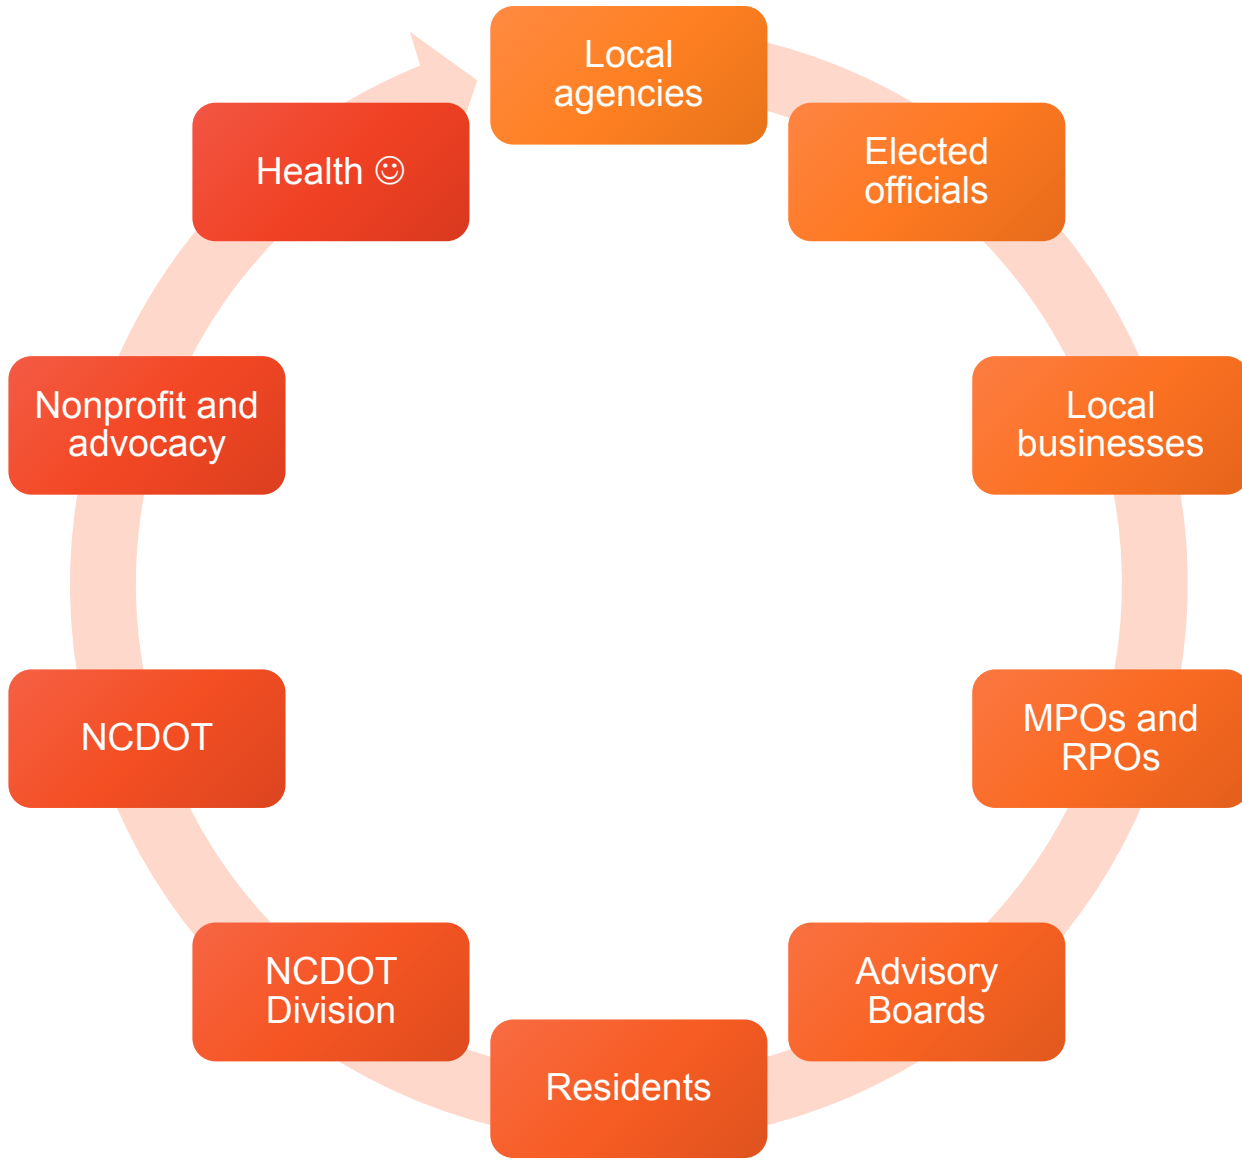 Local
agencies
Elected
officials
Local
businesses
MPOs and
RPOs
Advisory
Boards
Residents
NCDOT
Division
NCDOT
Nonprofit and
advocacy
Health ☺